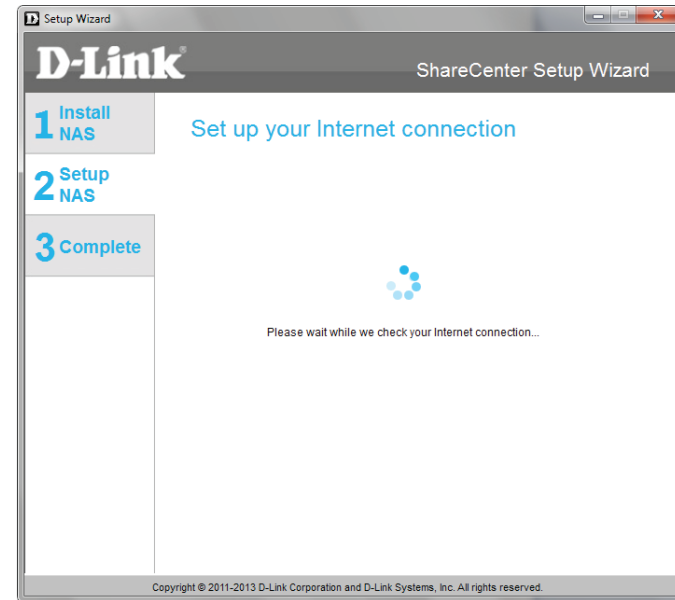 Setup Wizard
D-Link®
ShareCenter Setup Wizard
1 Install
NAS
Set up your Internet connection
2 Setup
NAS
3 Complete
Please wait while we check your Internet connection...
Copyright © 2011-2013 D-Link Corporation and D-Link Systems, Inc. All rights reserved.